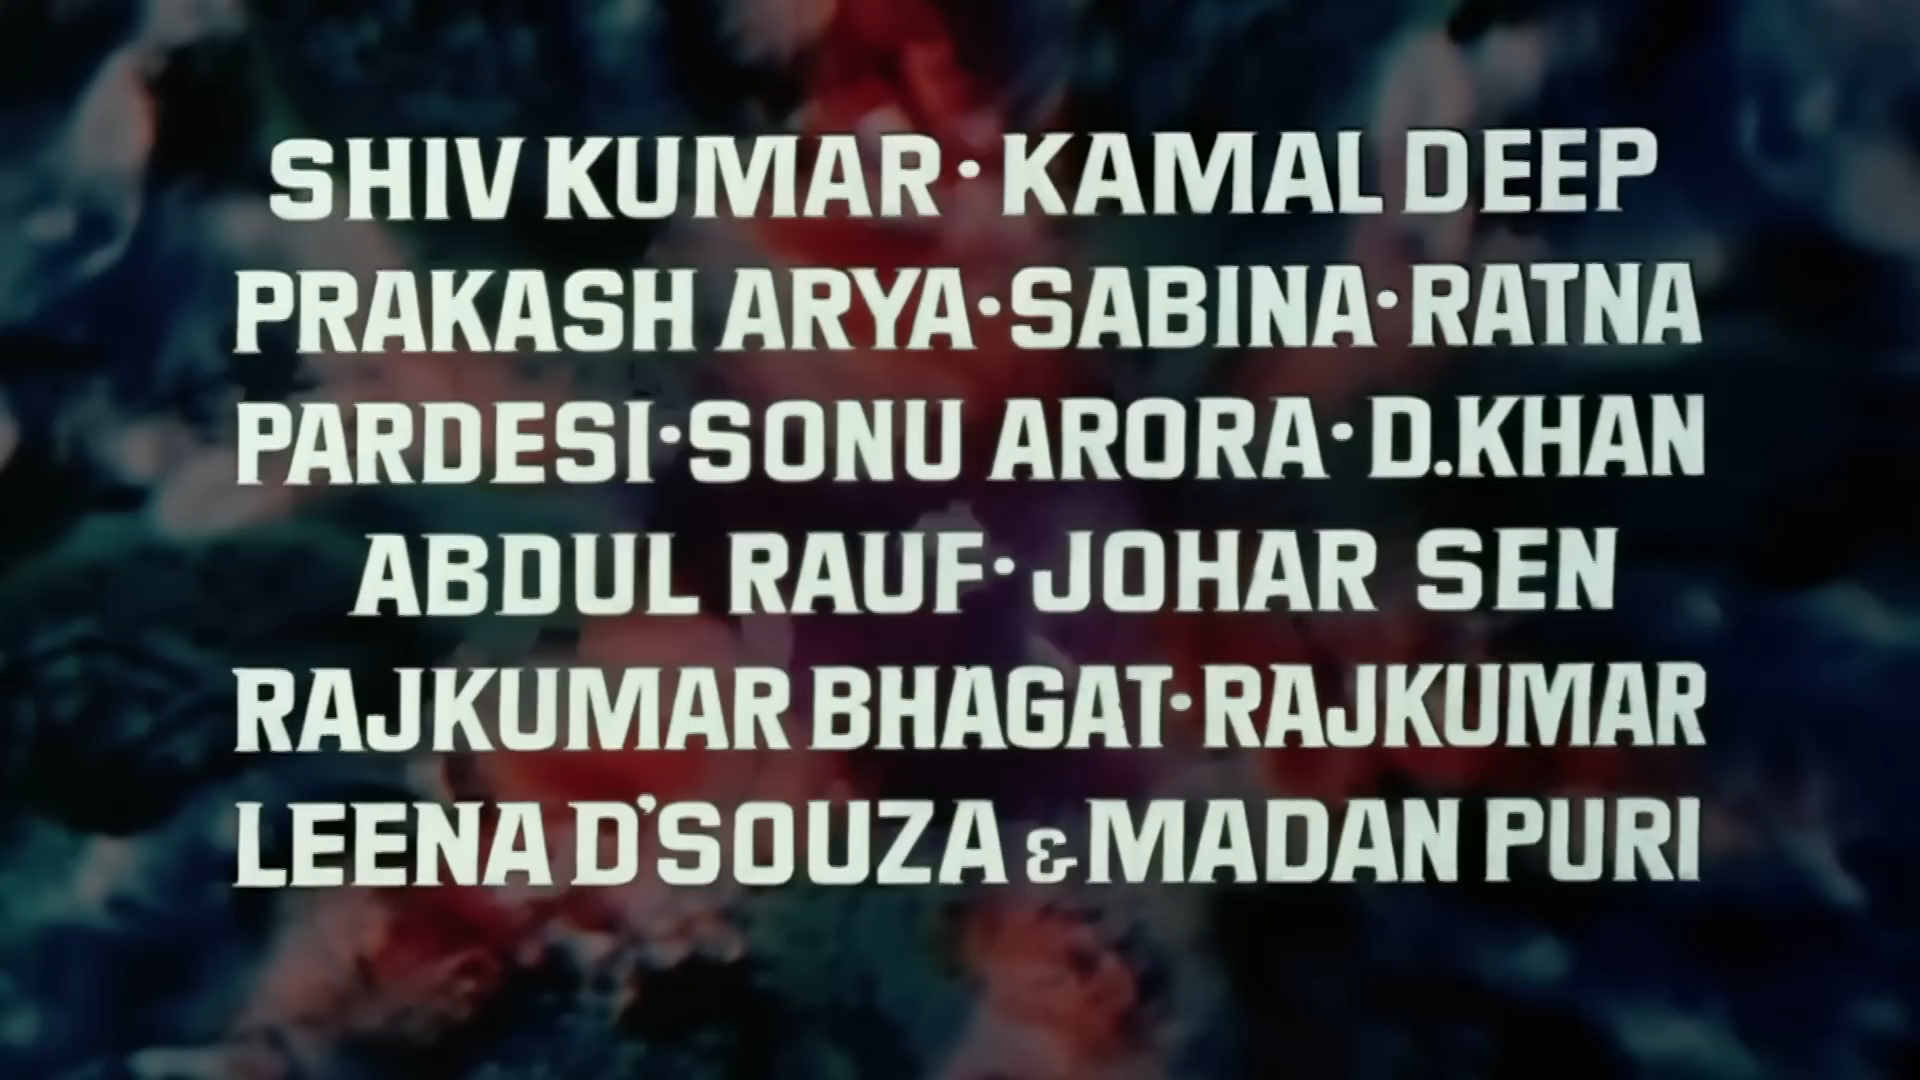 SHIV KUMAR · KAMAL DEEP
PRAKASH ARYA · SABINA · RATNA
PARDESI · SONU ARORA · D.KHAN
ABDUL RAUF · JOHAR SEN
RAJKUMAR BHAGAT · RAJKUMAR
LEENA D'SOUZA & MADAN PURI